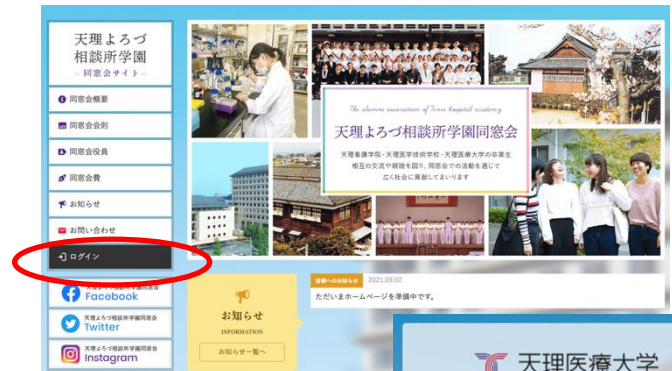 天理よろづ
相談所学園
同窓会サイト
同窓会概要
同窓会会則
同窓会役員
同窓会費
お知らせ
お問い合わせ
ログイン
天理よろづ相談所学園同窓会
Facebook
天理よろづ相談所学園同窓会
Twitter
天理よろづ相談所学園同窓会
Instagram
The alumni association of Tenri hospital academy
天理よろづ相談所学園同窓会
天理看護学院・天理医学技術学校・天理医療大学の卒業生
相互の交流や親睦を図り、同窓会での活動を通じて
広く社会に貢献してまいります
お知らせ
INFORMATION
お知らせ一覧へ
皆様へのお知らせ 2021.09.02
ただいまホームページを準備中です。
天理医療大学